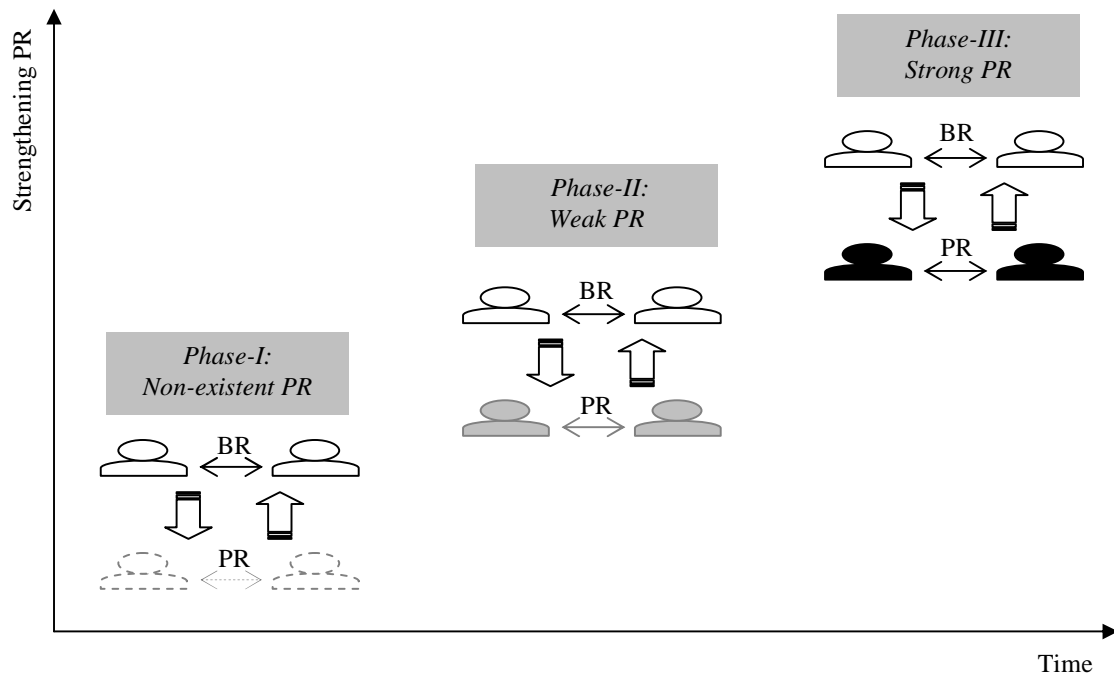 Strengthening PR
Phase-III:
Strong PR
BR
PR
Phase-II:
Weak PR
BR
PR
Phase-I:
Non-existent PR
BR
PR
Time